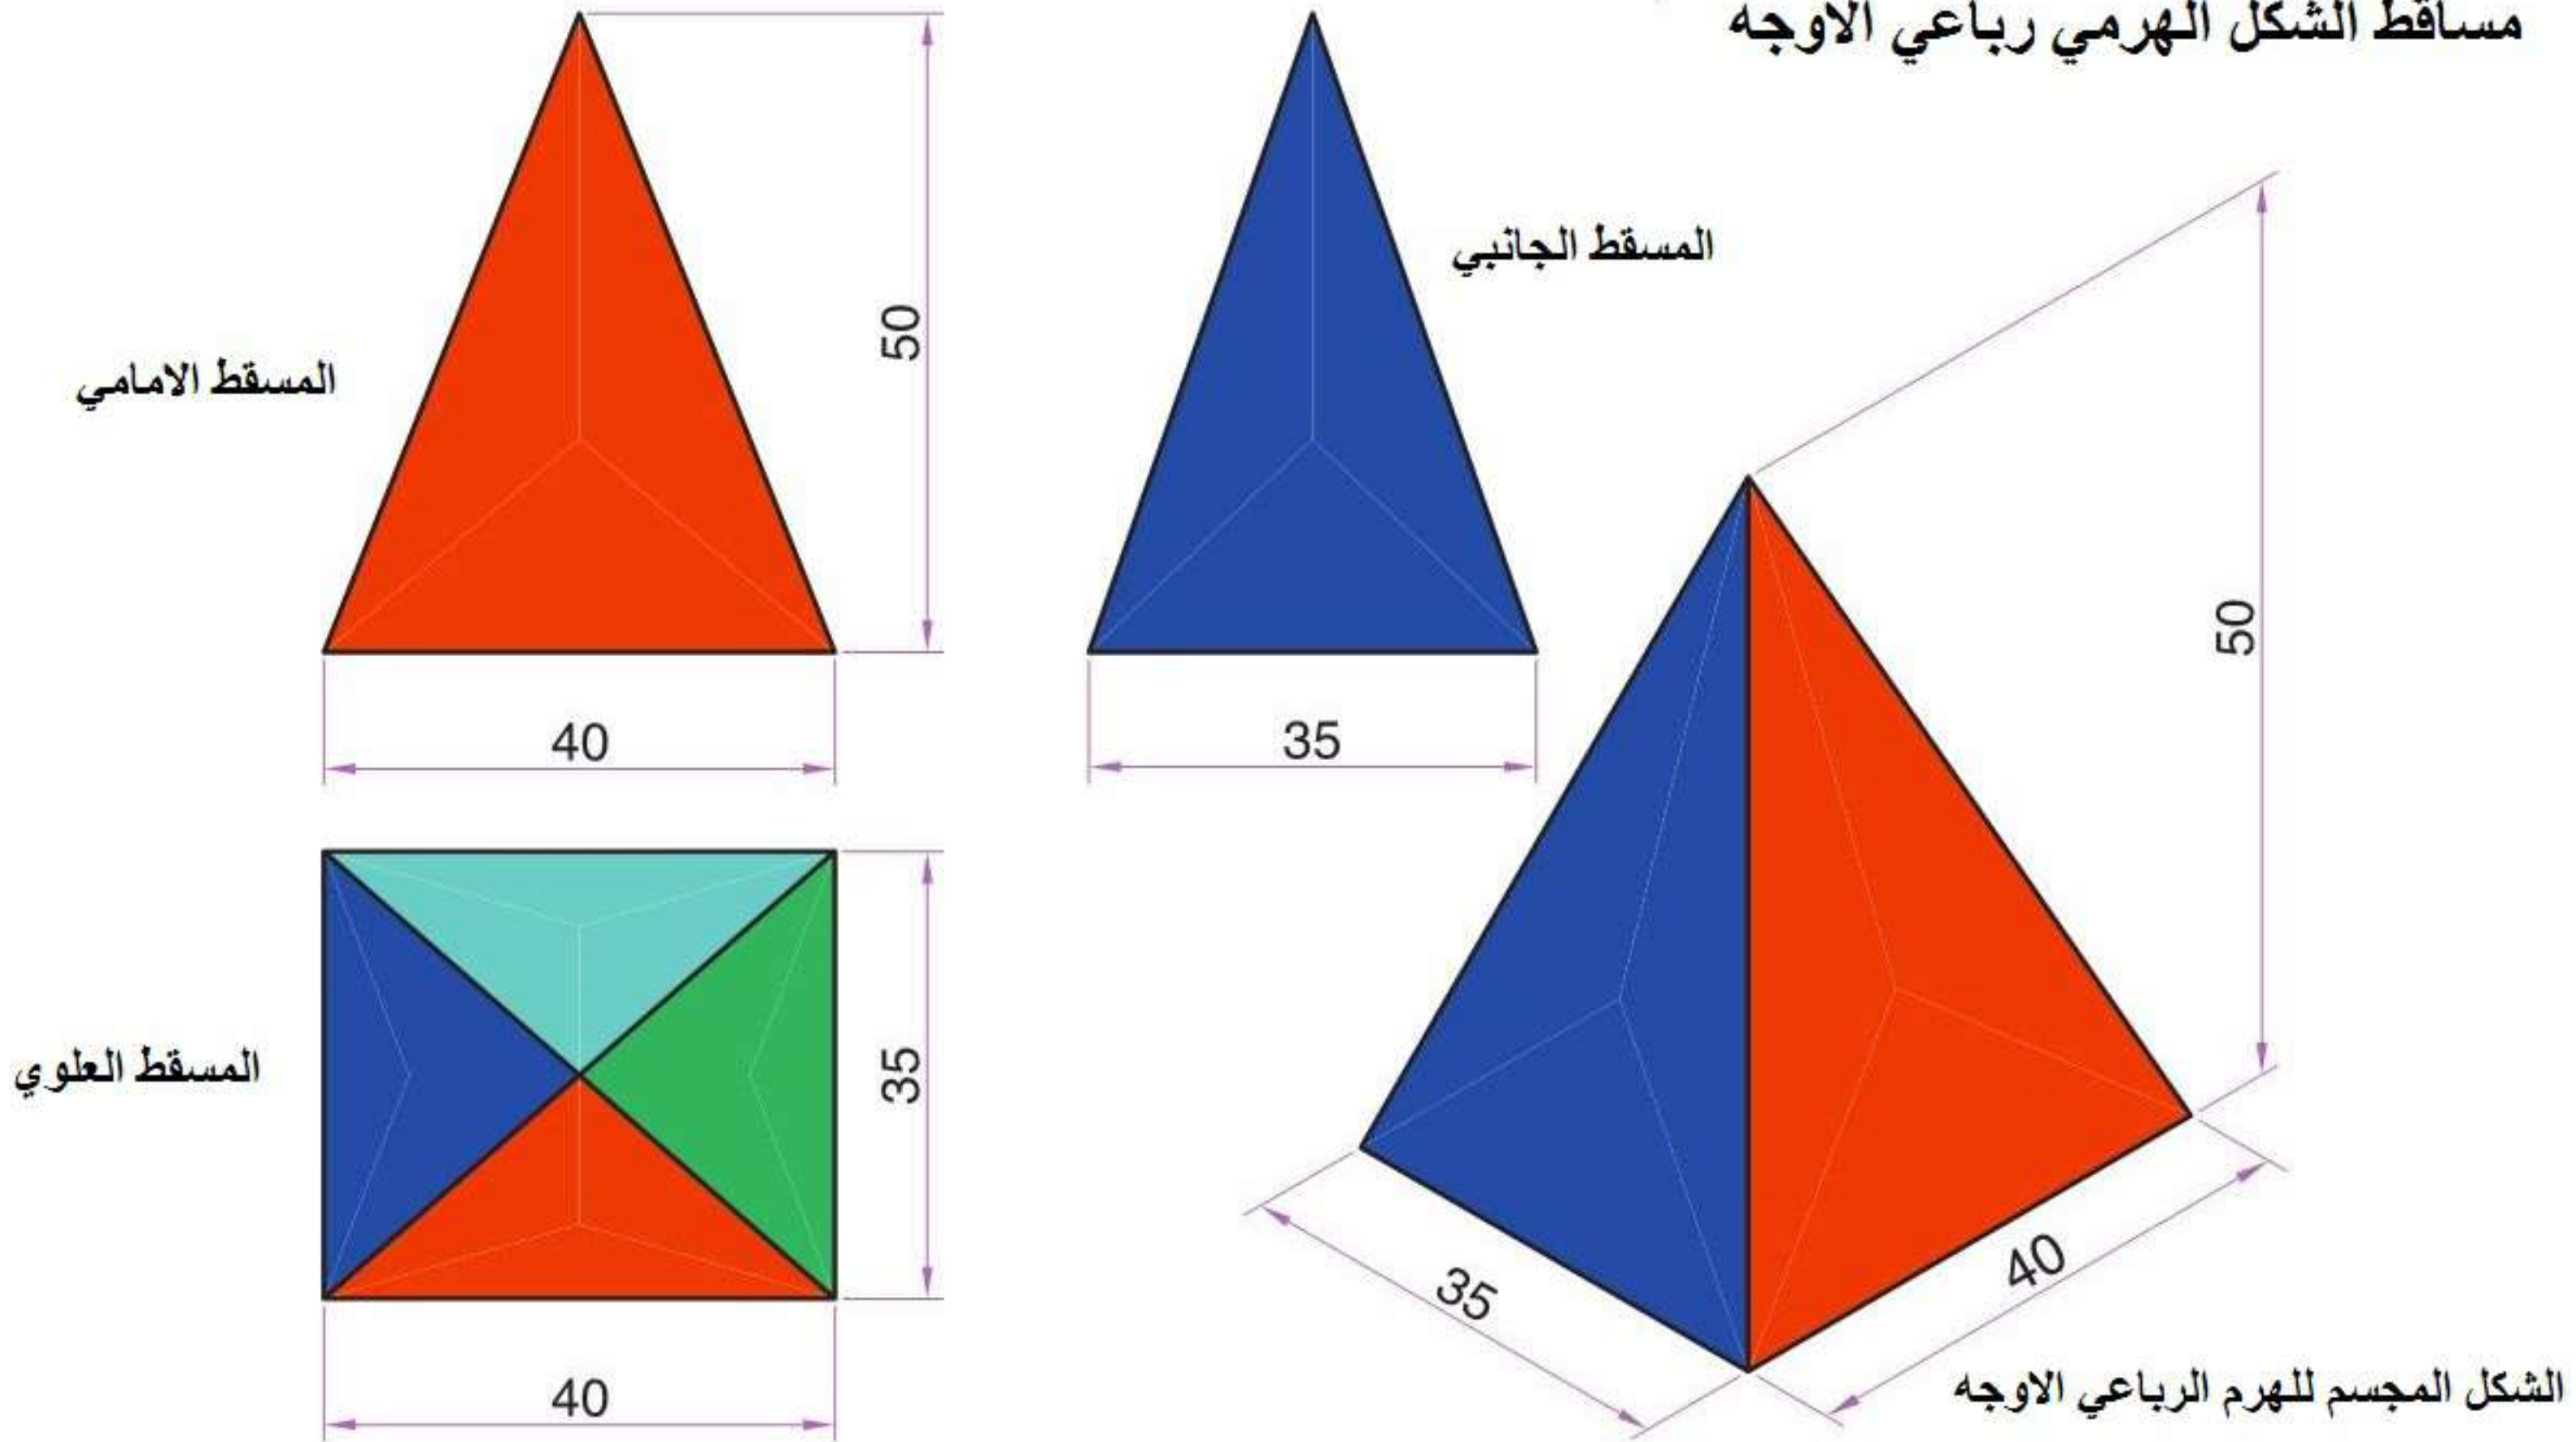 مساقط الشكل الهرمي رباعي الاوجه
50
المسقط الجانبي
المسقط الامامي
50
40
35
المسقط العلوي
35
35
40
40
الشكل المجسم للهرم الرباعي الاوجه